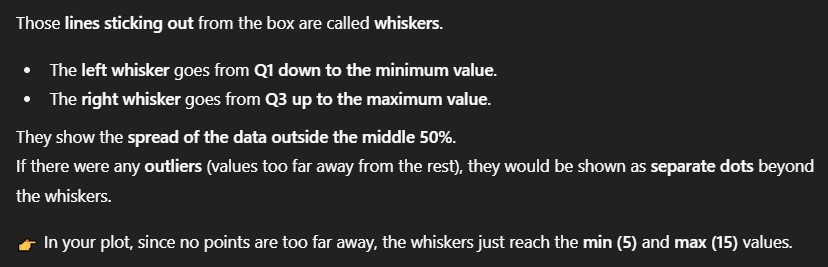 Those lines sticking out from the box are called whiskers.
• The left whisker goes from Q1 down to the minimum value.
• The right whisker goes from Q3 up to the maximum value.
They show the spread of the data outside the middle 50%.
If there were any outliers (values too far away from the rest), they would be shown as separate dots beyond
the whiskers.
👉 In your plot, since no points are too far away, the whiskers just reach the min (5) and max (15) values.